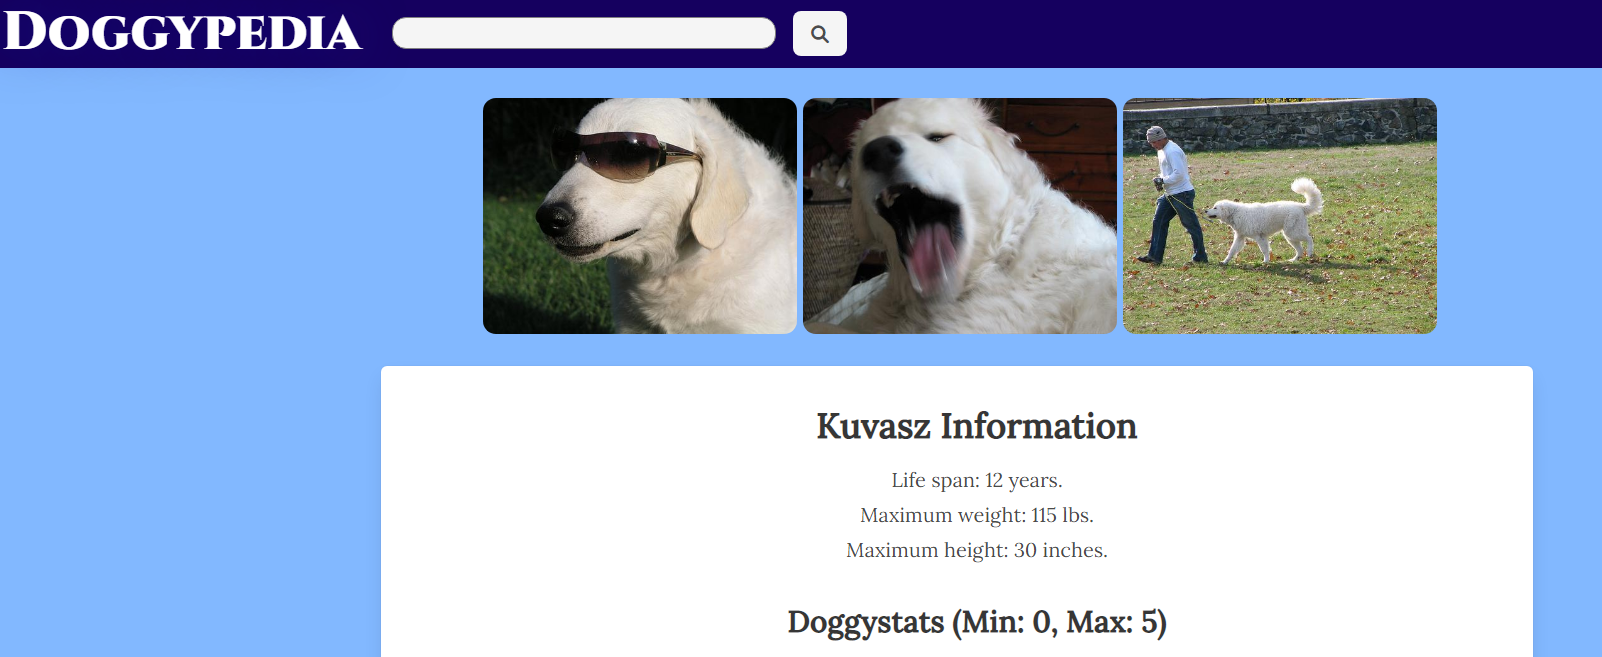 DOGGYPEDIA
Kuvasz Information
Life span: 12 years.
Maximum weight: 115 lbs.
Maximum height: 30 inches.
Doggystats (Min: 0, Max: 5)